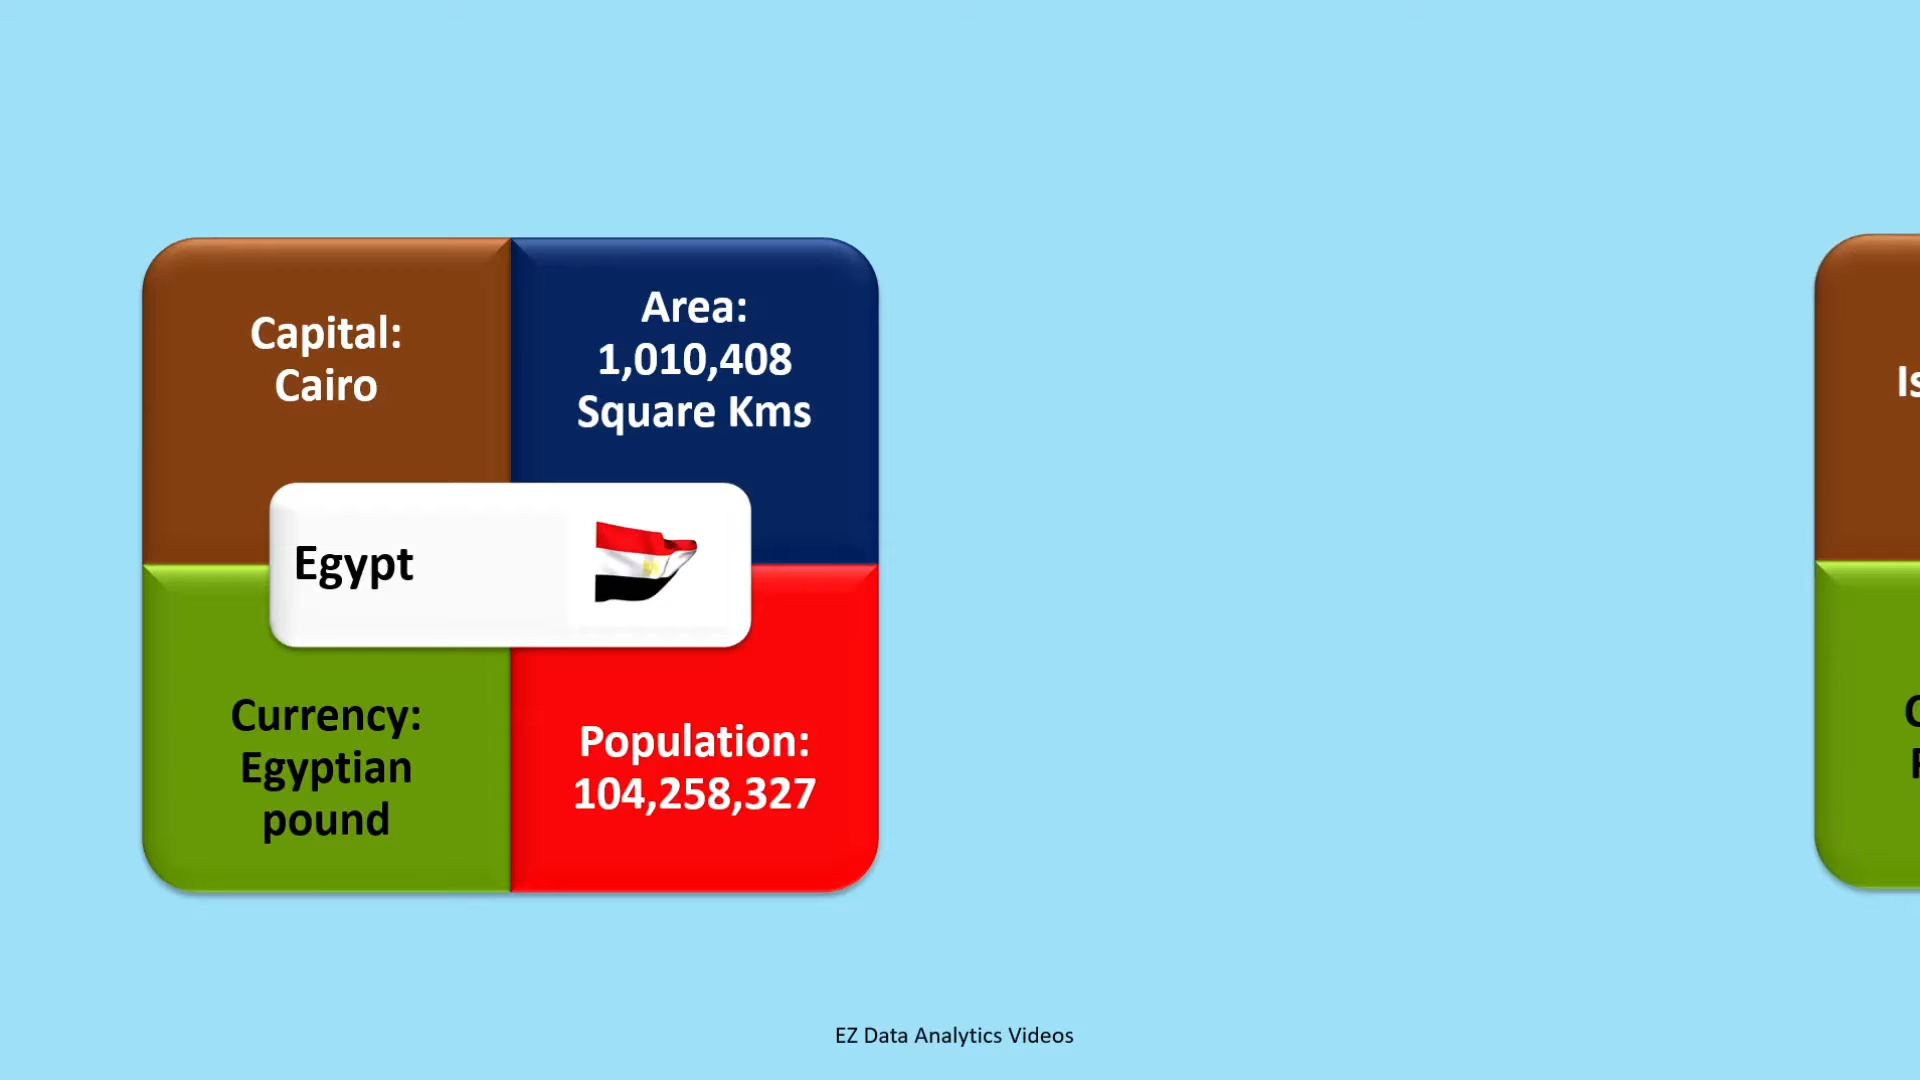 Capital:
Cairo
Area:
1,010,408
Square Kms
Egypt
Currency:
Egyptian
pound
Population:
104,258,327
EZ Data Analytics Videos